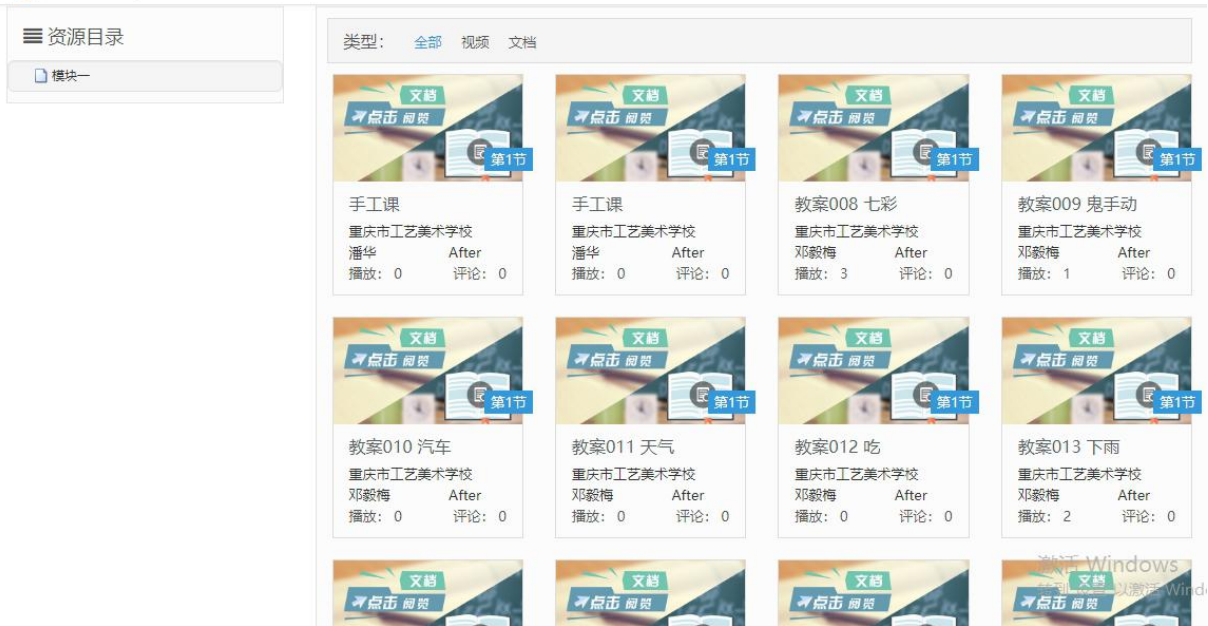 资源目录
模块一
类型： 全部 视频 文档
文档
点击 阅览
第1节
手工课
重庆市工艺美术学校
潘华 After
播放： 0 评论： 0
文档
点击 阅览
第1节
手工课
重庆市工艺美术学校
潘华 After
播放： 0 评论： 0
文档
点击 阅览
第1节
教案008 七彩
重庆市工艺美术学校
邓毅梅 After
播放： 3 评论： 0
文档
点击 阅览
第1节
教案009 鬼手动
重庆市工艺美术学校
邓毅梅 After
播放： 1 评论： 0
文档
点击 阅览
第1节
教案010 汽车
重庆市工艺美术学校
邓毅梅 After
播放： 0 评论： 0
文档
点击 阅览
第1节
教案011 天气
重庆市工艺美术学校
邓毅梅 After
播放： 0 评论： 0
文档
点击 阅览
第1节
教案012 吃
重庆市工艺美术学校
邓毅梅 After
播放： 0 评论： 0
文档
点击 阅览
第1节
教案013 下雨
重庆市工艺美术学校
邓毅梅 After
播放： 2 评论： 0
文档
点击 阅览
文档
点击 阅览
文档
点击 阅览
文档
点击 阅览
激活 Windows
以激活 Wind